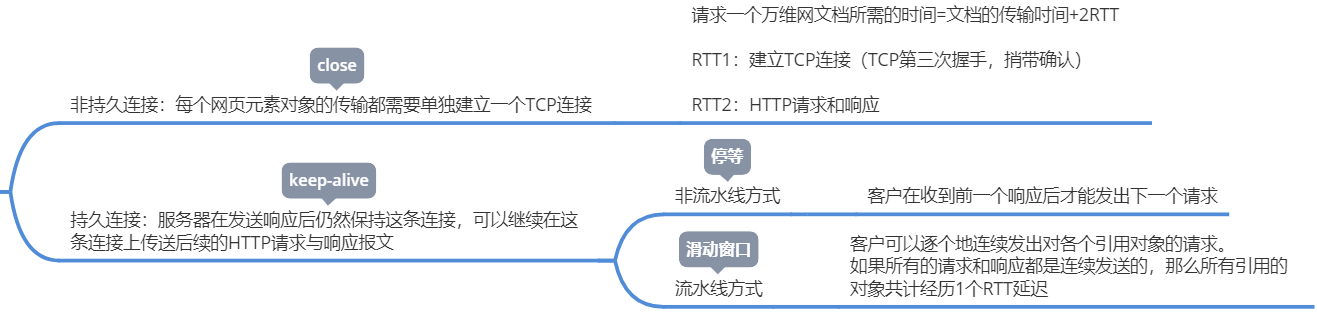 请求一个万维网文档所需的时间=文档的传输时间+2RTT
close
RTT1：建立TCP连接（TCP第三次握手，捎带确认）
非持久连接：每个网页元素对象的传输都需要单独建立一个TCP连接
RTT2：HTTP请求和响应
停等
keep-alive
非流水线方式
客户在收到前一个响应后才能发出下一个请求
持久连接：服务器在发送响应后仍然保持这条连接，可以继续在这
条连接上传送后续的HTTP请求与响应报文
滑动窗口
流水线方式
客户可以逐个地连续发出对各个引用对象的请求。
如果所有的请求和响应都是连续发送的，那么所有引用的
对象共计经历1个RTT延迟